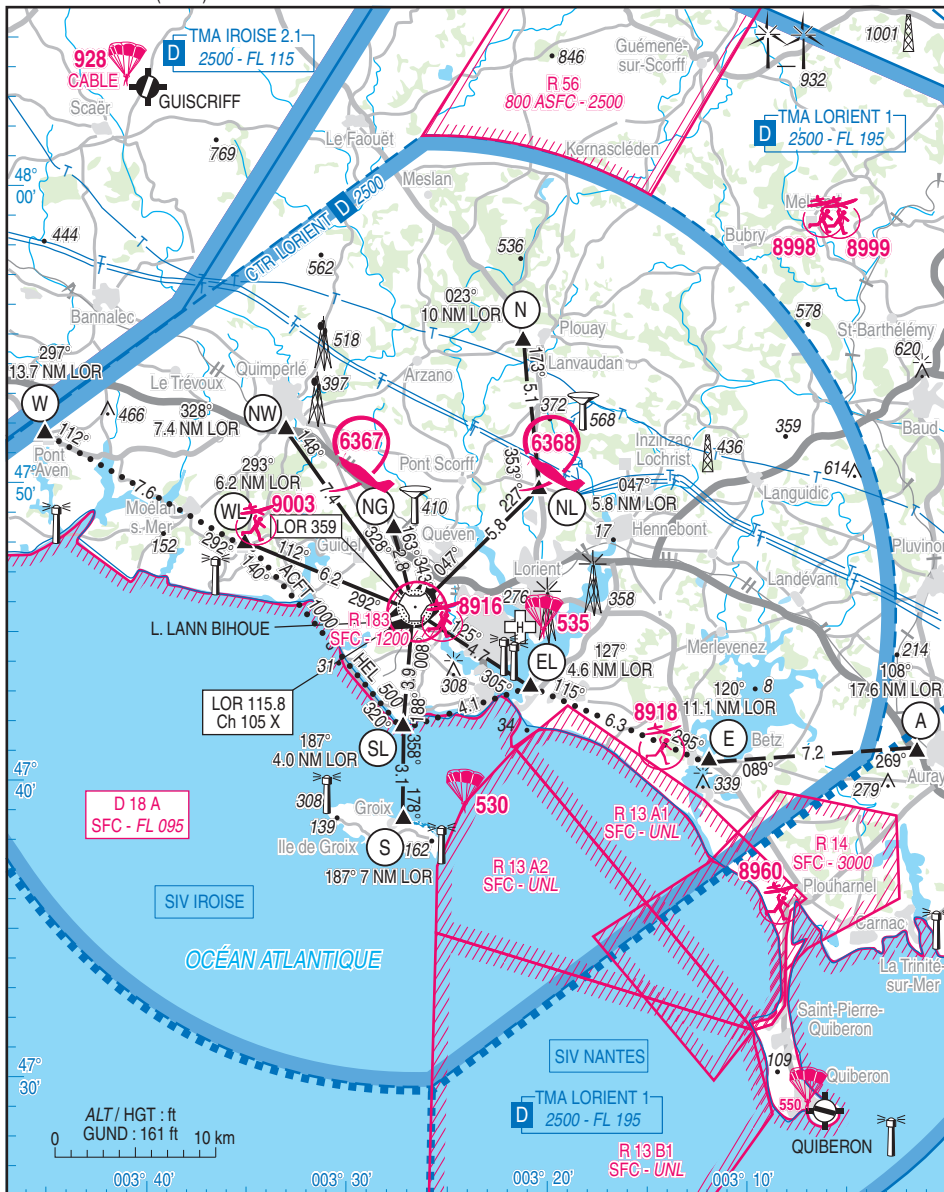 928
CABLE
Scaër
GUISCRIFF
D
TMA IROISE 2.1
2500 - FL 115
846
Guémené-
sur-Scorff
1001
932
R 56
800 ASFC - 2500
D
TMA LORIENT 1
2500 - FL 195
769
Le Faouët
Kernascléden
Meslan
48°
00'
CTR LORIENT D 2500
8998
8999
Bubry
444
562
536
Bannalec
023°
10 NM LOR
N
Plouay
578
St-Barthélémy
620
297°
13.7 NM LOR
W
Le Trévoux
Quimperlé
518
397
Arzano
Lanvaudan
173°
5.1
353°
372
568
466
328°
7.4 NM LOR
NW
148°
7.4
328°
6367
6368
359
Baud
436
Inzinzac
Lochrist
614
Languidic
Pont
Aven
112°
7.6
292°
47°
50'
293°
6.2 NM LOR
WL
9003
Pont Scorff
410
NG
163°
2.8
343°
227°
5.8
047°
047°
5.8 NM LOR
NL
17
Hennebont
Pluvinor
Moëlan
s.-Mer
152
LOR 359
Guidel
Quéven
Lorient
112°
6.2
292°
140°
ACFT 1000
HEL 500
320°
Landévant
276
358
535
L. LANN BIHOUE
R 183
SFC - 1200
8916
125°
4.7
305°
308
127°
4.6 NM LOR
EL
Merlevenez
214
108°
17.6 NM LOR
A
8
31
LOR 115.8
Ch 105 X
008°
3.9
188°
4.1
115°
6.3
295°
34
8918
120°
11.1 NM LOR
E
Betz
089°
7.2
269°
Auray
339
279
187°
4.0 NM LOR
SL
358°
3.1
178°
47°
40'
308
139
Groix
Ile de Groix
S
162
187° 7 NM LOR
530
D 18 A
SFC - FL 095
R 13 A1
SFC - UNL
R 13 A2
SFC - UNL
R 14
SFC - 3000
8960
Plouharnel
Carnac
La Trinité-
sur-Mer
SIV IROISE
OCÉAN ATLANTIQUE
Saint-Pierre-
Quiberon
SIV NANTES
47°
30'
109
Quiberon
550
QUIBERON
D
TMA LORIENT 1
2500 - FL 195
R 13 B1
SFC - UNL
ALT / HGT : ft
GUND : 161 ft
0
10 km
003° 40'
003° 30'
003° 20'
003° 10'